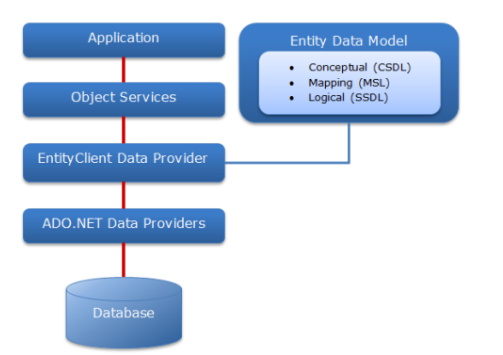 Application
Entity Data Model
• Conceptual (CSDL)
• Mapping (MSL)
• Logical (SSDL)
Object Services
EntityClient Data Provider
ADO.NET Data Providers
Database